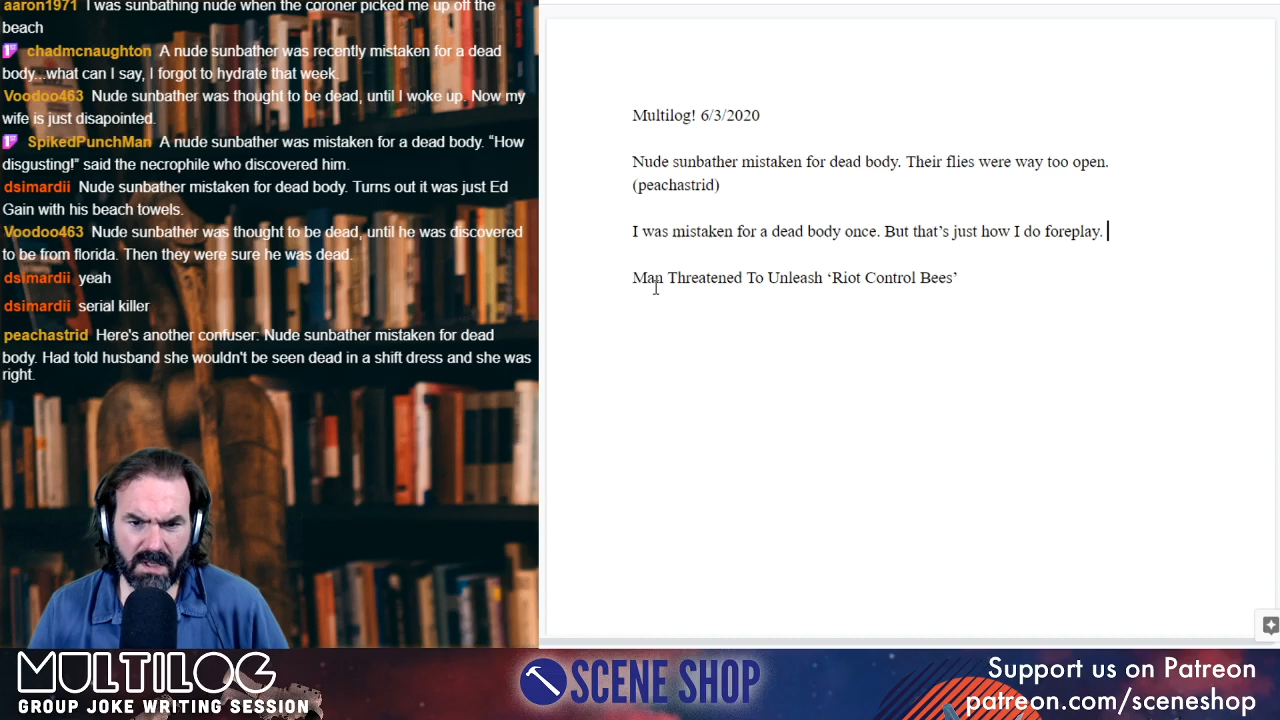 aaron1971 I was sunbathing nude when the coroner picked me up off the
beach
chadmcnaughton A nude sunbather was recently mistaken for a dead
body...what can I say, I forgot to hydrate that week.
Voodoo463 Nude sunbather was thought to be dead, until I woke up. Now my
wife is just disapointed.
SpikedPunchMan A nude sunbather was mistaken for a dead body. “How
disgusting!” said the necrophile who discovered him.
dsimardii Nude sunbather mistaken for dead body. Turns out it was just Ed
Gain with his beach towels.
Voodoo463 Nude sunbather was thought to be dead, until he was discovered
to be from florida. Then they were sure he was dead.
dsimardii yeah
dsimardii serial killer
peachastrid Here's another confuser: Nude sunbather mistaken for dead
body. Had told husband she wouldn't be seen dead in a shift dress and she was
right.
Multilog! 6/3/2020
Nude sunbather mistaken for dead body. Their flies were way too open.
(peachastrid)
I was mistaken for a dead body once. But that’s just how I do foreplay.
Man Threatened To Unleash ‘Riot Control Bees’
MULTILOG
GROUP JOKE WRITING SESSION
SCENE SHOP
Support us on Patreon
patreon.com/sceneshop